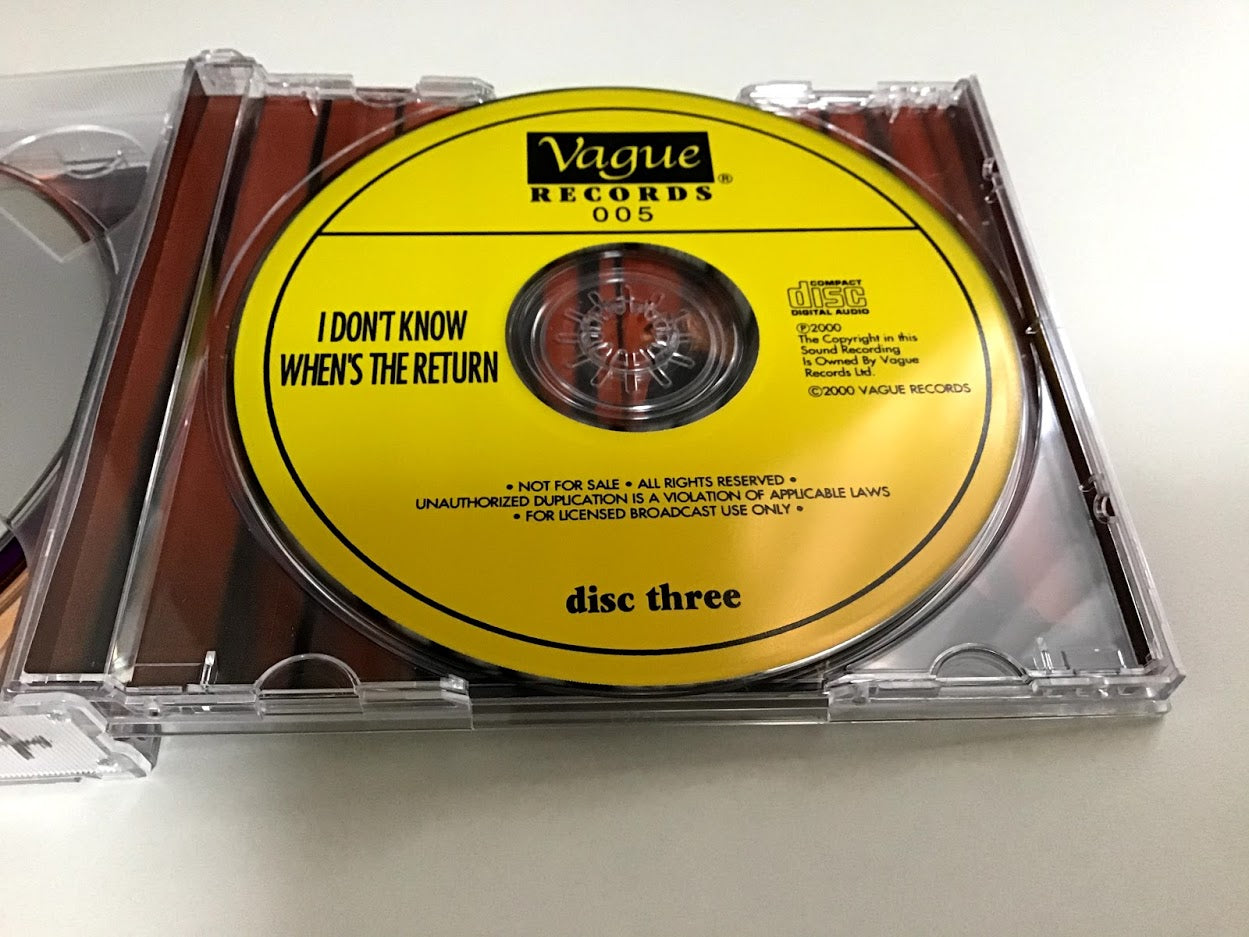 Vague
RECORDS ®
005
I DON'T KNOW
WHEN'S THE RETURN
COMPACT
disc
DIGITAL AUDIO
℗2000
The Copyright in this
Sound Recording
Is Owned By Vague
Records Ltd.
©2000 VAGUE RECORDS
• NOT FOR SALE • ALL RIGHTS RESERVED •
UNAUTHORIZED DUPLICATION IS A VIOLATION OF APPLICABLE LAWS
• FOR LICENSED BROADCAST USE ONLY •
disc three